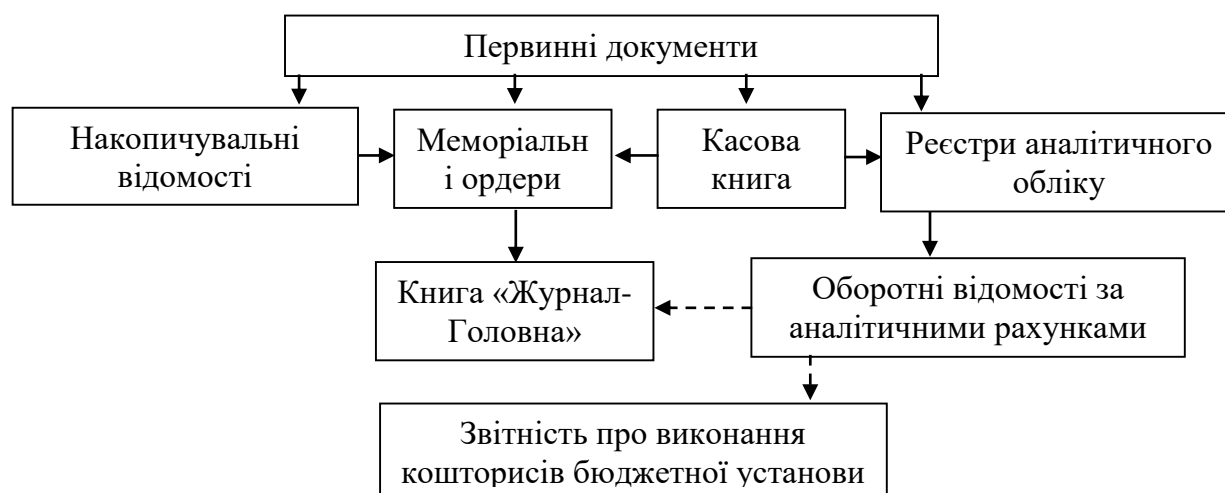 Первинні документи
Накопичувальні
відомості
Меморіальн
і ордери
Касова
книга
Реєстри аналітичного
обліку
Книга «Журнал-
Головна»
Оборотні відомості за
аналітичними рахунками
Звітність про виконання
кошторисів бюджетної установи